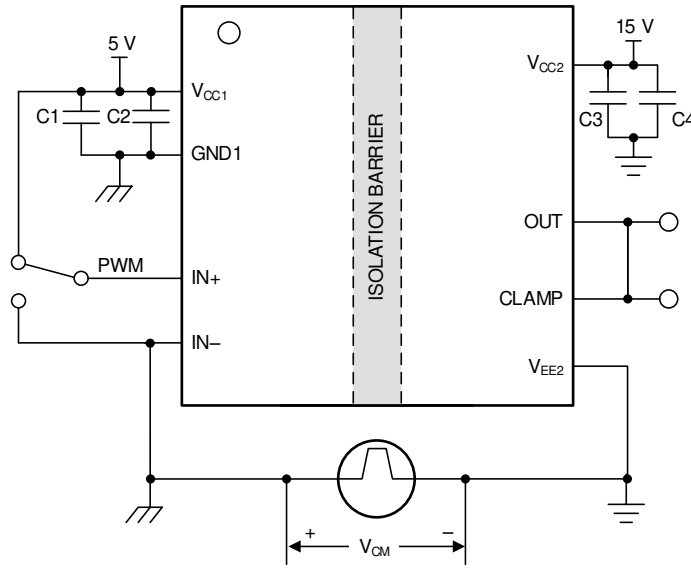 5 V
15 V
VCC1
VCC2
C1
C2
C3
C4
GND1
ISOLATION BARRIER
OUT
PWM
IN+
CLAMP
IN–
VEE2
+
VCM
–